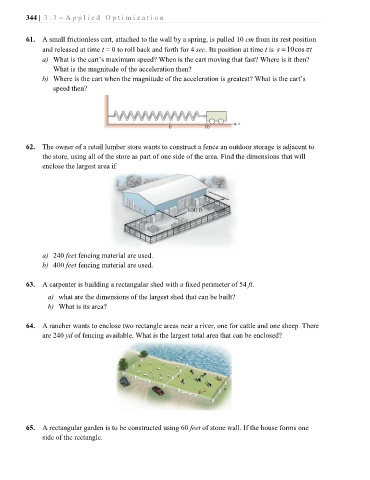 344 | 3.3 – Applied Optimization
61. A small frictionless cart, attached to the wall by a spring, is pulled 10 cm from its rest position
and released at time t = 0 to roll back and forth for 4 sec. Its position at time t is s = 10cos πt
a) What is the cart's maximum speed? When is the cart moving that fast? Where is it then?
What is the magnitude of the acceleration then?
b) Where is the cart when the magnitude of the acceleration is greatest? What is the cart's
speed then?
0 10 s
62. The owner of a retail lumber store wants to construct a fence an outdoor storage is adjacent to
the store, using all of the store as part of one side of the area. Find the dimensions that will
enclose the largest area if
100 ft
a) 240 feet fencing material are used.
b) 400 feet fencing material are used.
63. A carpenter is building a rectangular shed with a fixed perimeter of 54 ft.
a) what are the dimensions of the largest shed that can be built?
b) What is its area?
64. A rancher wants to enclose two rectangle areas near a river, one for cattle and one sheep. There
are 240 yd of fencing available. What is the largest total area that can be enclosed?
65. A rectangular garden is to be constructed using 60 feet of stone wall. If the house forms one
side of the rectangle.